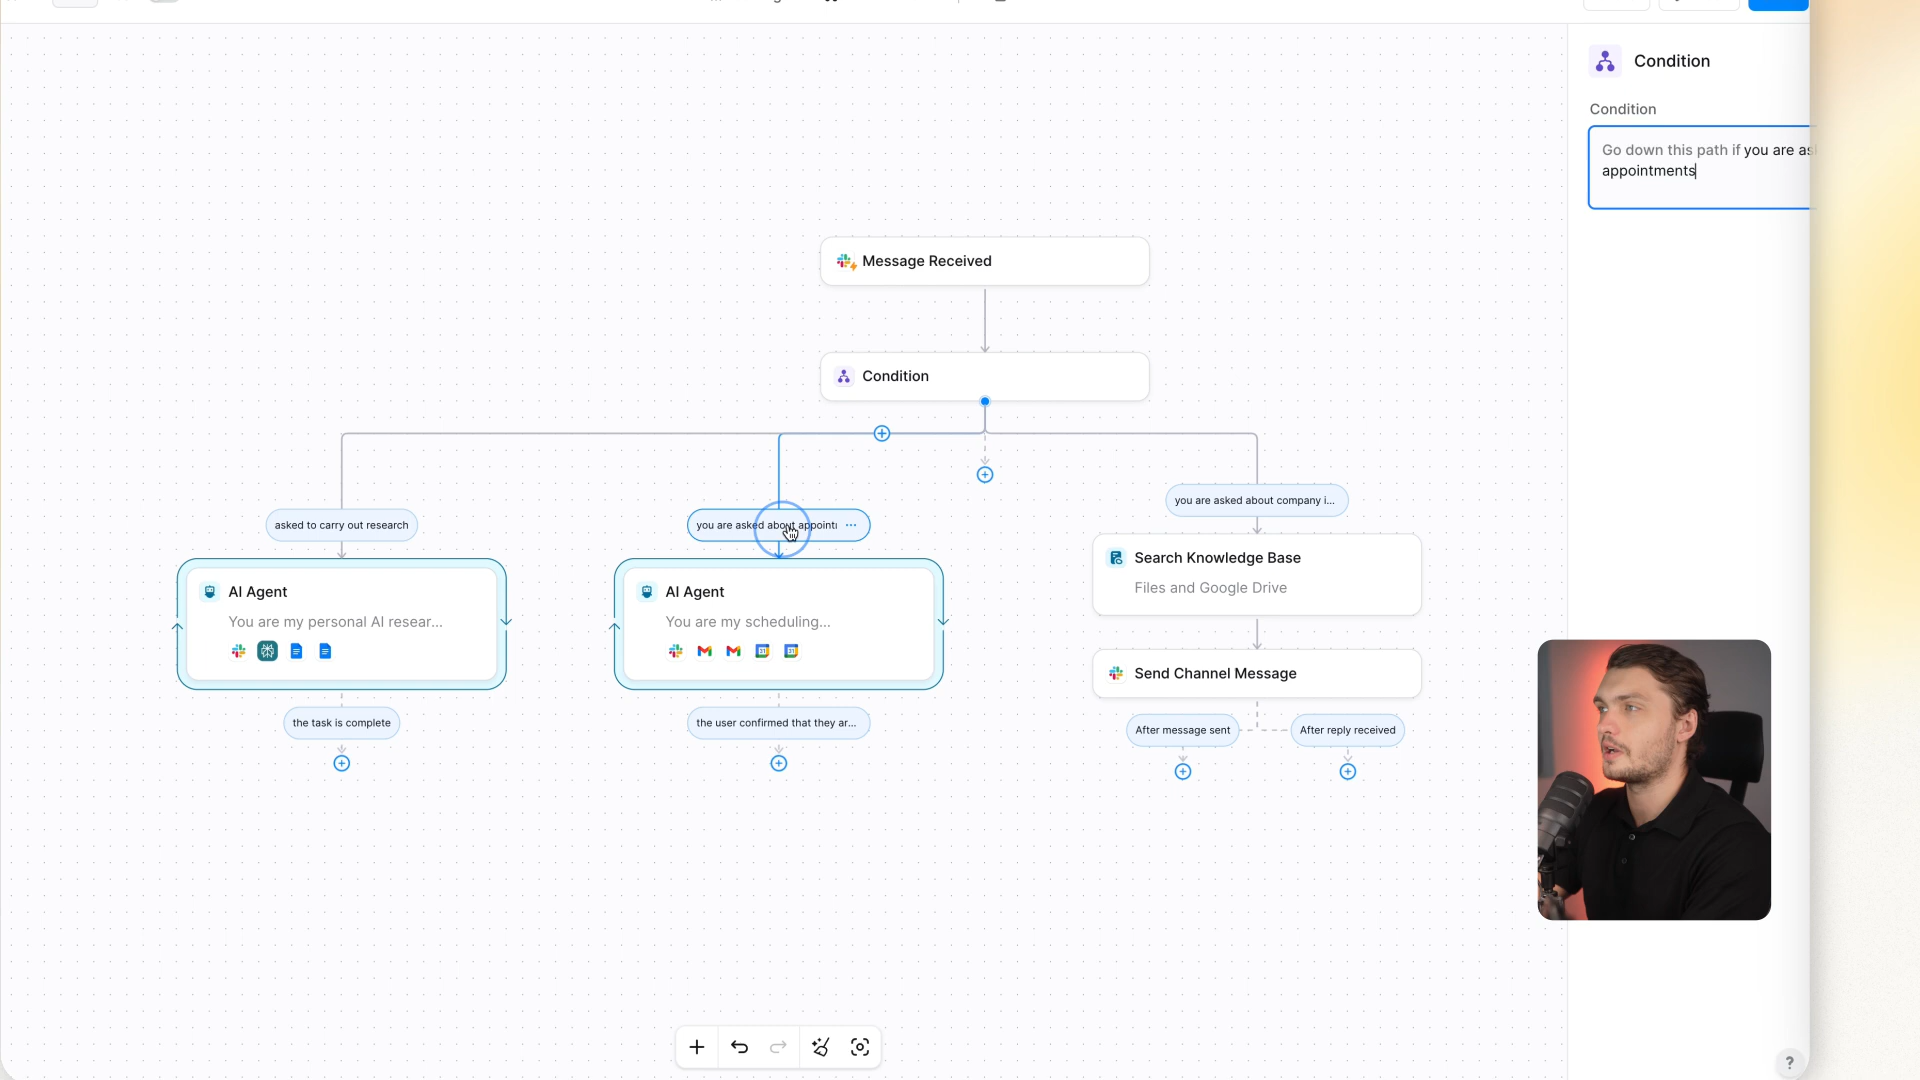 Condition
Condition
Go down this path if you are as
appointments
Message Received
Condition
asked to carry out research
you are asked about appoint
you are asked about company i...
AI Agent
You are my personal AI resear...
AI Agent
You are my scheduling...
Search Knowledge Base
Files and Google Drive
Send Channel Message
the task is complete
the user confirmed that they ar...
After message sent
After reply received
?